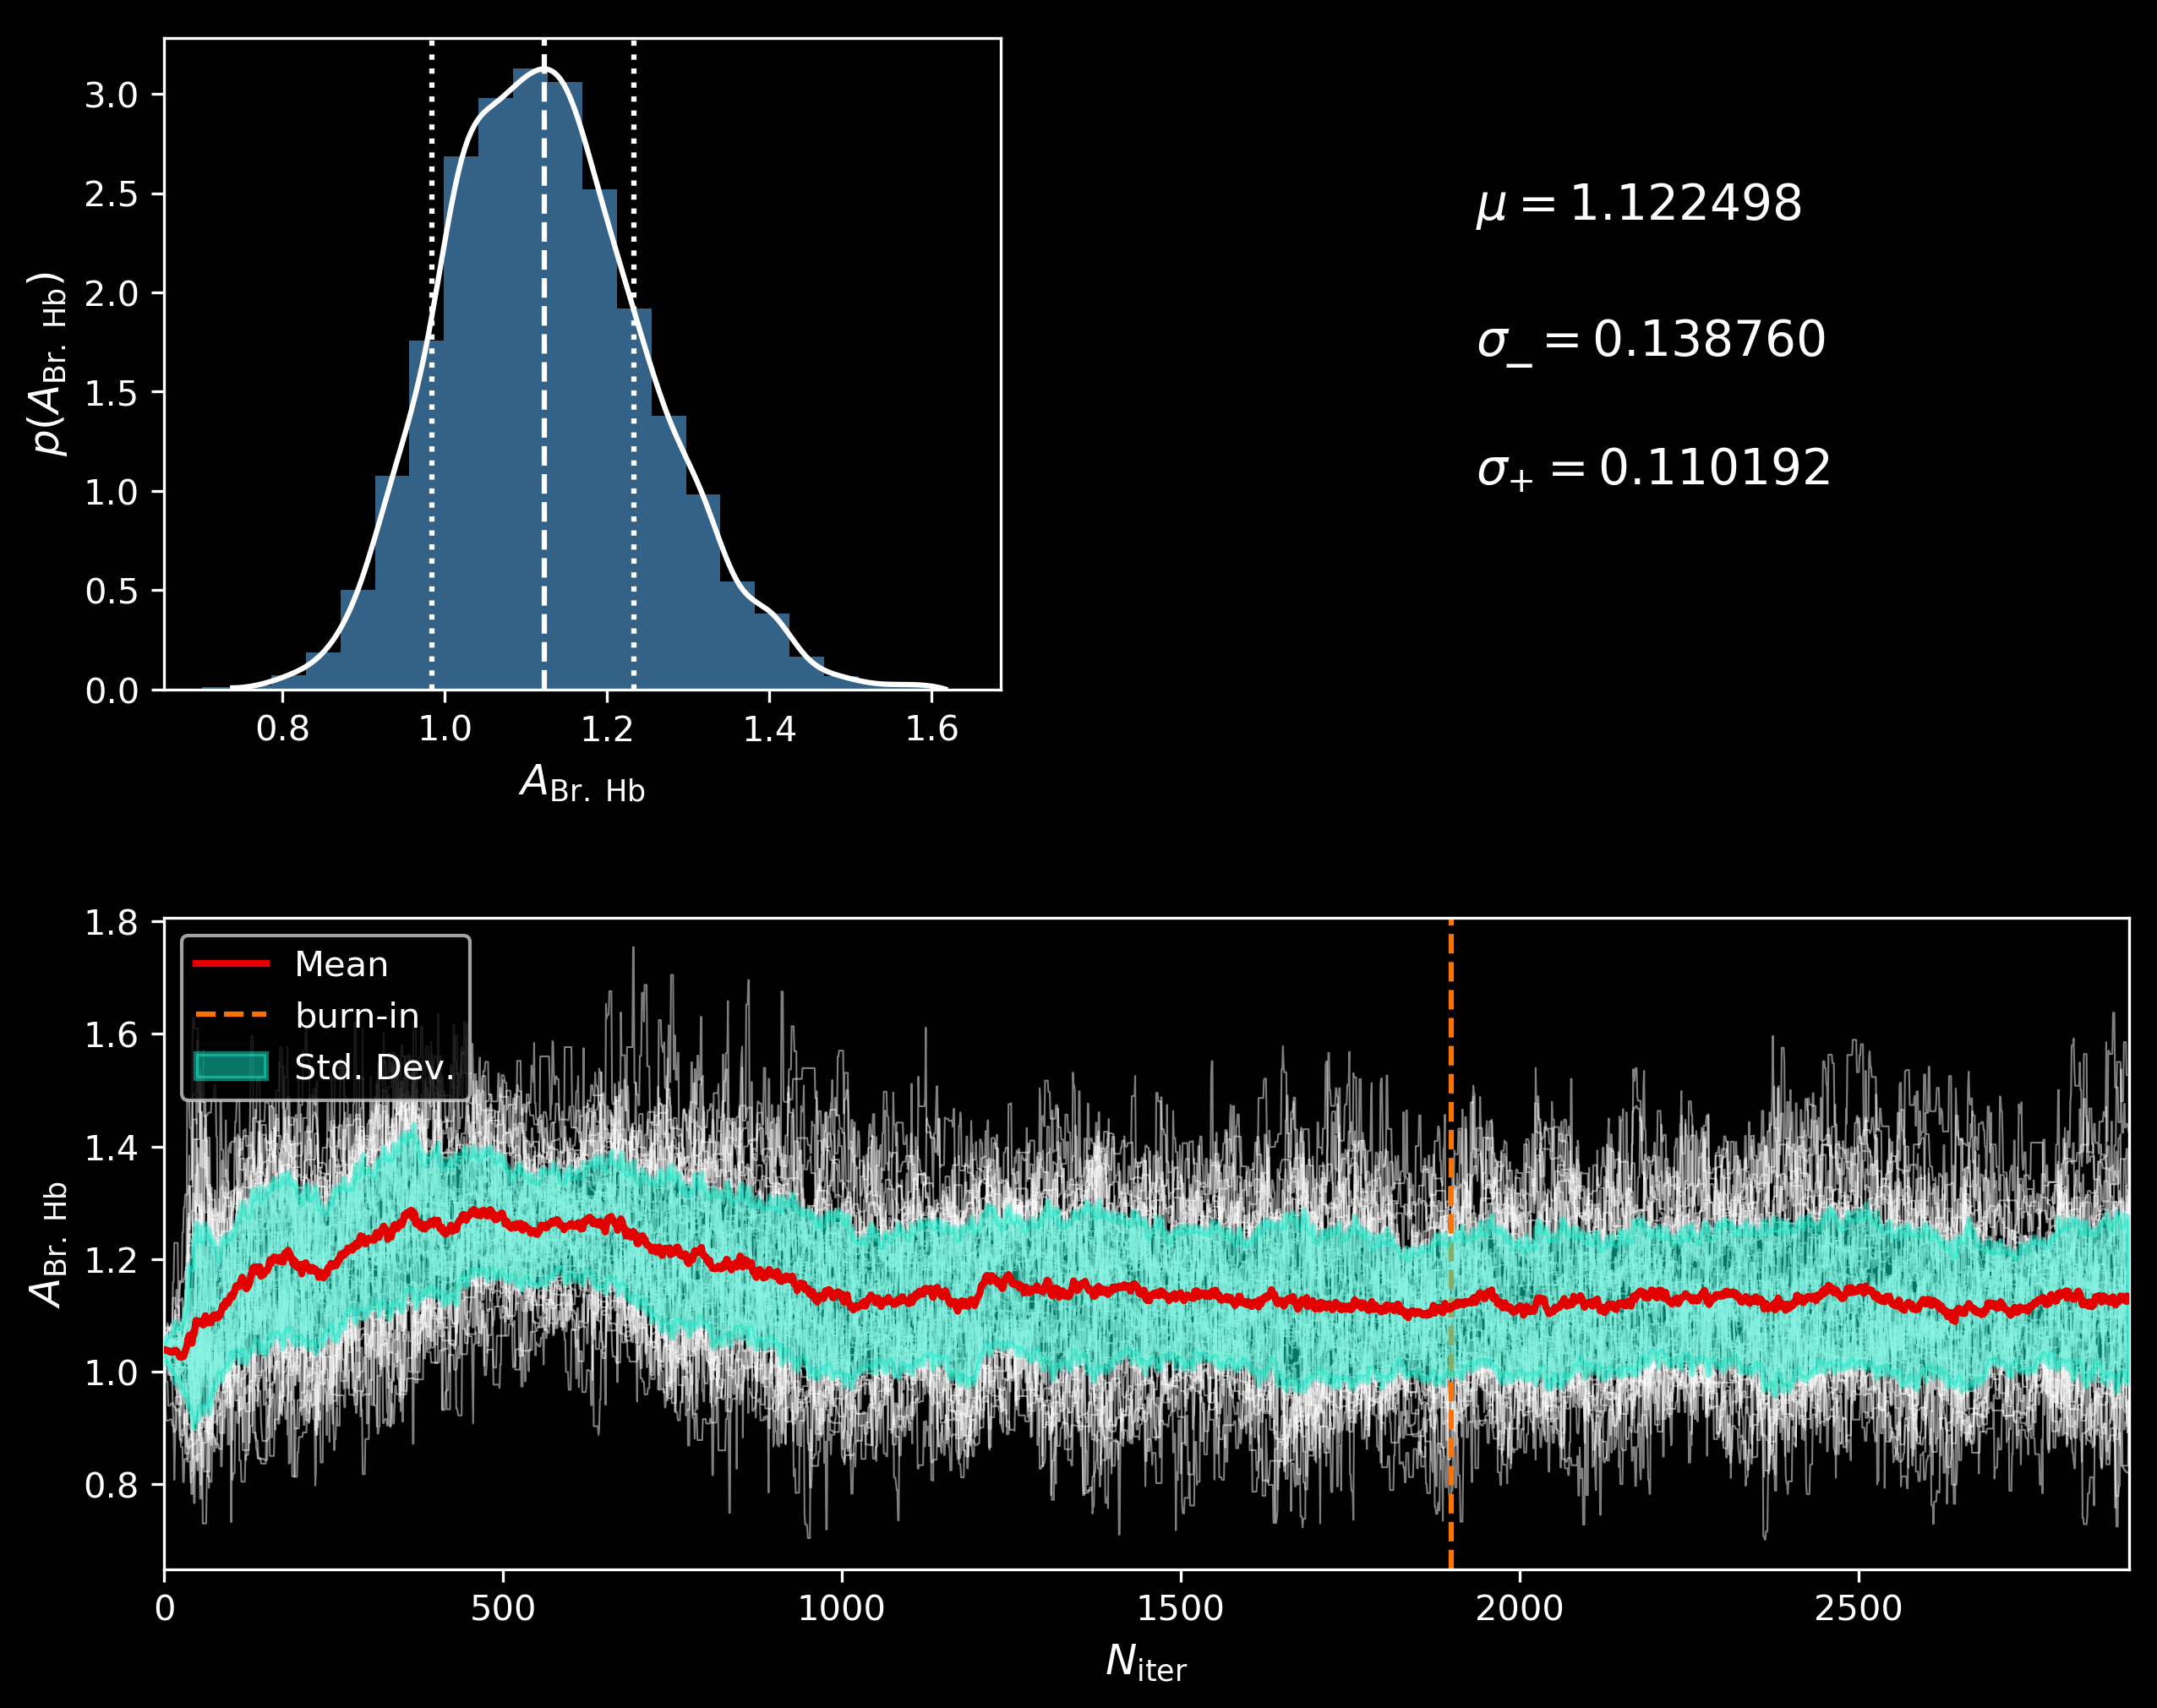 3.0
2.5
2.0
1.5
1.0
0.5
0.0
p(A_Br. Hb)
0.8 1.0 1.2 1.4 1.6
A_Br. Hb
μ = 1.122498
σ_− = 0.138760
σ_+ = 0.110192
1.8
1.6
1.4
1.2
1.0
0.8
A_Br. Hb
Mean
burn-in
Std. Dev.
0 500 1000 1500 2000 2500
N_iter